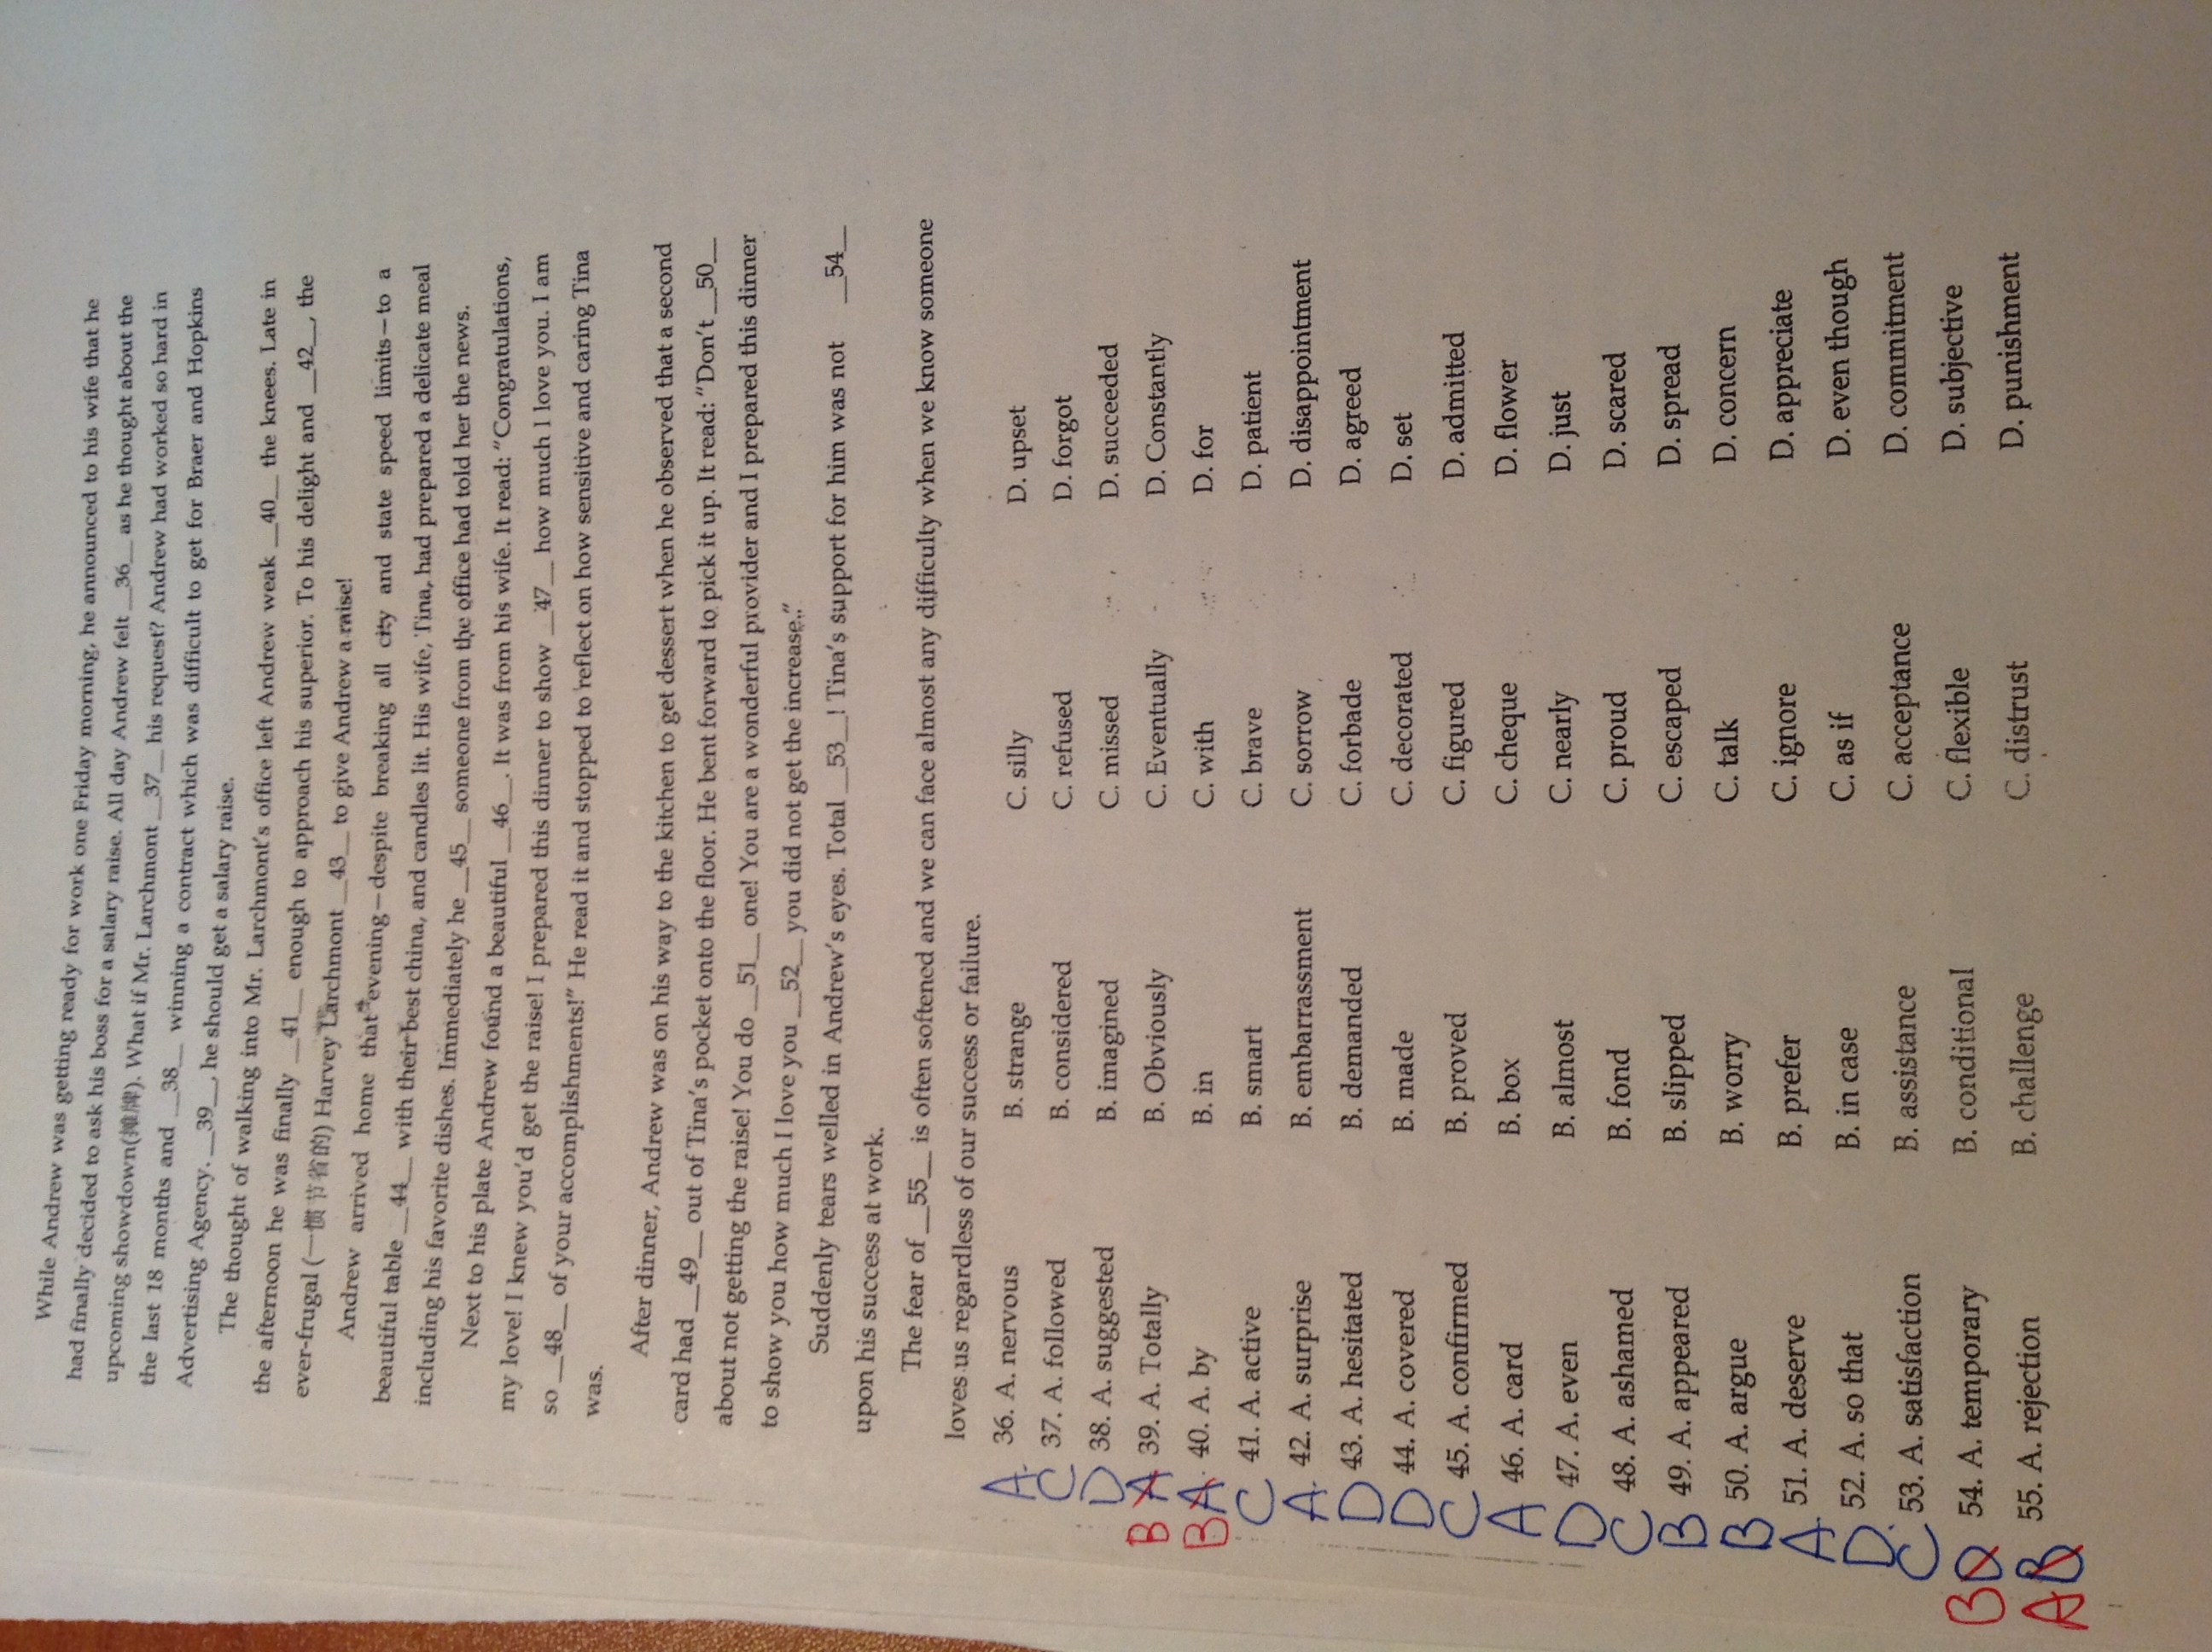 While Andrew was getting ready for work one Friday morning, he announced to his wife that he
had finally decided to ask his boss for a salary raise. All day Andrew felt __36__ as he thought about the
upcoming showdown(摊牌). What if Mr. Larchmont __37__ his request? Andrew had worked so hard in
the last 18 months and __38__ winning a contract which was difficult to get for Braer and Hopkins
Advertising Agency. __39__, he should get a salary raise.
The thought of walking into Mr. Larchmont's office left Andrew weak __40__ the knees. Late in
the afternoon he was finally __41__ enough to approach his superior. To his delight and __42__, the
ever-frugal (一惯节省的) Harvey Larchmont __43__ to give Andrew a raise!
Andrew arrived home that evening—despite breaking all city and state speed limits—to a
beautiful table __44__ with their best china, and candles lit. His wife, Tina, had prepared a delicate meal
including his favorite dishes. Immediately he __45__ someone from the office had told her the news.
Next to his plate Andrew found a beautiful __46__. It was from his wife. It read: "Congratulations,
my love! I knew you'd get the raise! I prepared this dinner to show __47__ how much I love you. I am
so __48__ of your accomplishments!" He read it and stopped to reflect on how sensitive and caring Tina
was.
After dinner, Andrew was on his way to the kitchen to get dessert when he observed that a second
card had __49__ out of Tina's pocket onto the floor. He bent forward to pick it up. It read: "Don't __50__
about not getting the raise! You do __51__ one! You are a wonderful provider and I prepared this dinner
to show you how much I love you __52__ you did not get the increase."
Suddenly tears welled in Andrew's eyes. Total __53__! Tina's support for him was not __54__
upon his success at work.
The fear of __55__ is often softened and we can face almost any difficulty when we know someone
loves us regardless of our success or failure.
A. 36. A. nervous B. strange C. silly D. upset
C 37. A. followed B. considered C. refused D. forgot
D 38. A. suggested B. imagined C. missed D. succeeded
B A 39. A. Totally B. Obviously C. Eventually D. Constantly
B A. 40. A. by B. in C. with D. for
C 41. A. active B. smart C. brave D. patient
A. 42. A. surprise B. embarrassment C. sorrow D. disappointment
D 43. A. hesitated B. demanded C. forbade D. agreed
D 44. A. covered B. made C. decorated D. set
C 45. A. confirmed B. proved C. figured D. admitted
A 46. A. card B. box C. cheque D. flower
D 47. A. even B. almost C. nearly D. just
C 48. A. ashamed B. fond C. proud D. scared
B 49. A. appeared B. slipped C. escaped D. spread
B 50. A. argue B. worry C. talk D. concern
A. 51. A. deserve B. prefer C. ignore D. appreciate
D. 52. A. so that B. in case C. as if D. even though
C 53. A. satisfaction B. assistance C. acceptance D. commitment
B D 54. A. temporary B. conditional C. flexible D. subjective
A B 55. A. rejection B. challenge C. distrust D. punishment